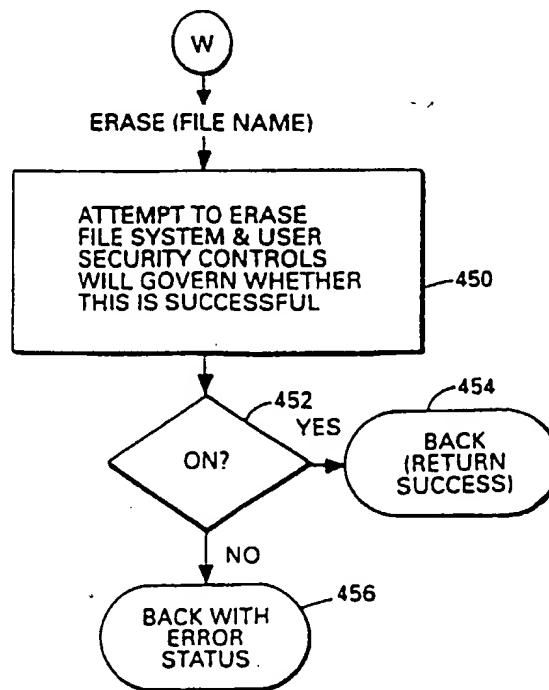 W
ERASE (FILE NAME)
ATTEMPT TO ERASE
FILE SYSTEM & USER
SECURITY CONTROLS
WILL GOVERN WHETHER
THIS IS SUCCESSFUL
450
452
ON?
YES
454
BACK
(RETURN
SUCCESS)
NO
456
BACK WITH
ERROR
STATUS